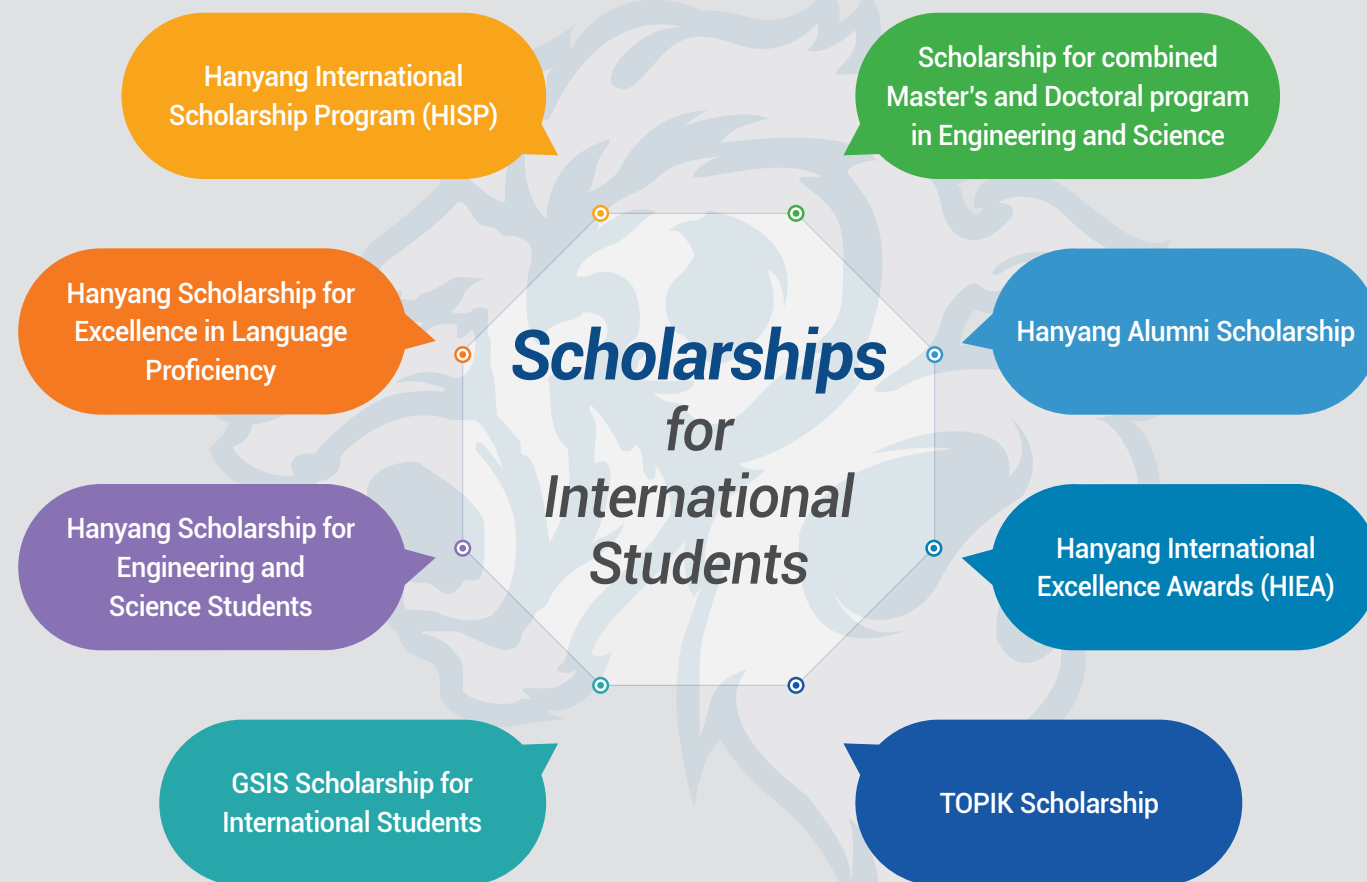 Hanyang International
Scholarship Program (HISP)
Scholarship for combined
Master's and Doctoral program
in Engineering and Science
Hanyang Scholarship for
Excellence in Language
Proficiency
Hanyang Alumni Scholarship
Scholarships
for
International
Students
Hanyang Scholarship for
Engineering and
Science Students
Hanyang International
Excellence Awards (HIEA)
GSIS Scholarship for
International Students
TOPIK Scholarship